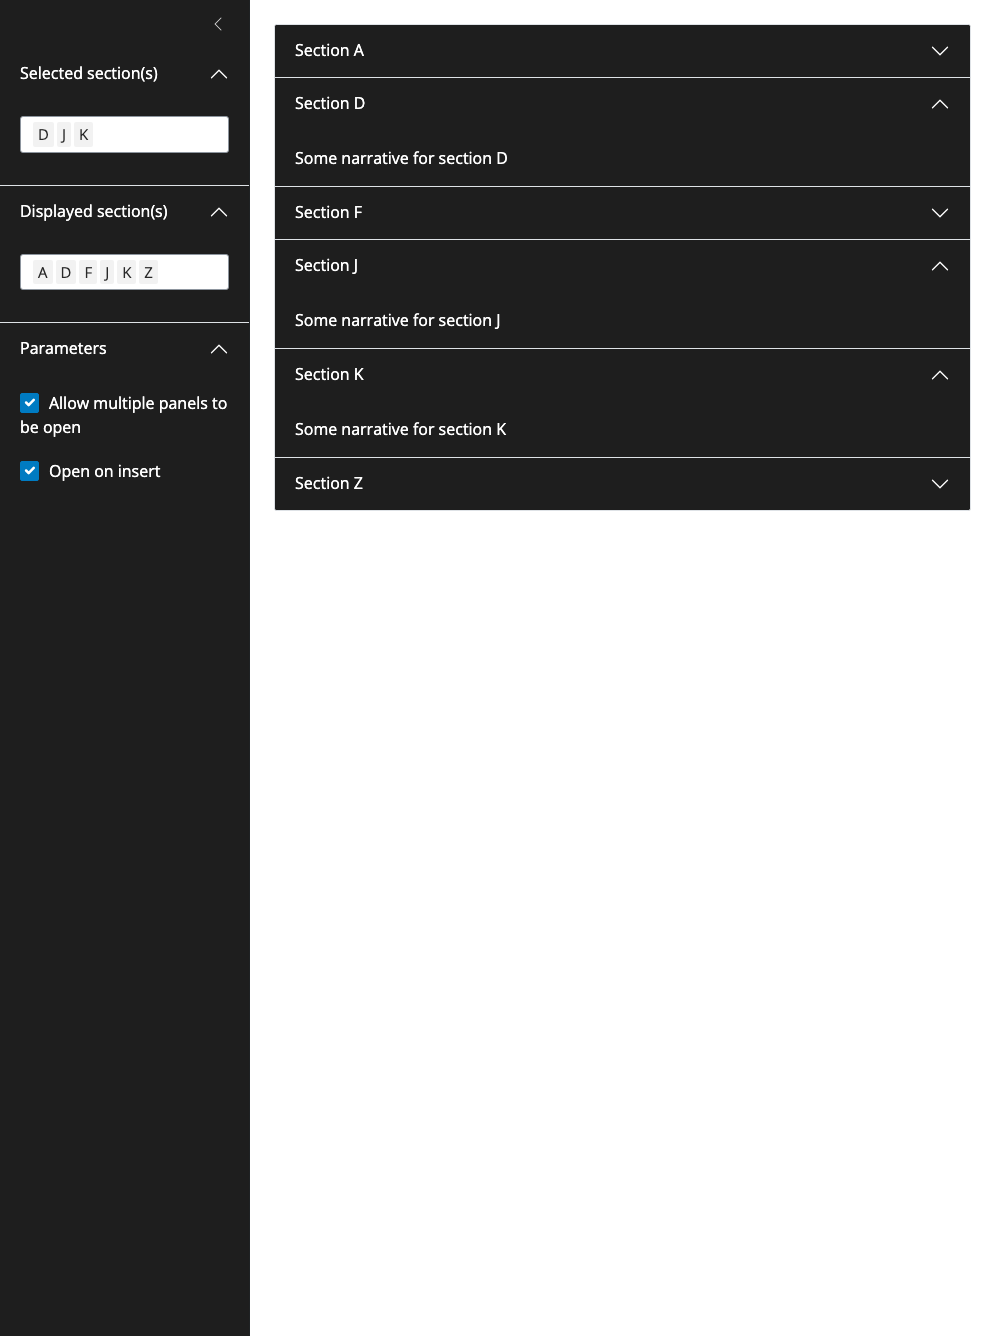 Selected section(s)
D J K
Displayed section(s)
A D F J K Z
Parameters
Allow multiple panels to
be open
Open on insert
Section A
Section D
Some narrative for section D
Section F
Section J
Some narrative for section J
Section K
Some narrative for section K
Section Z